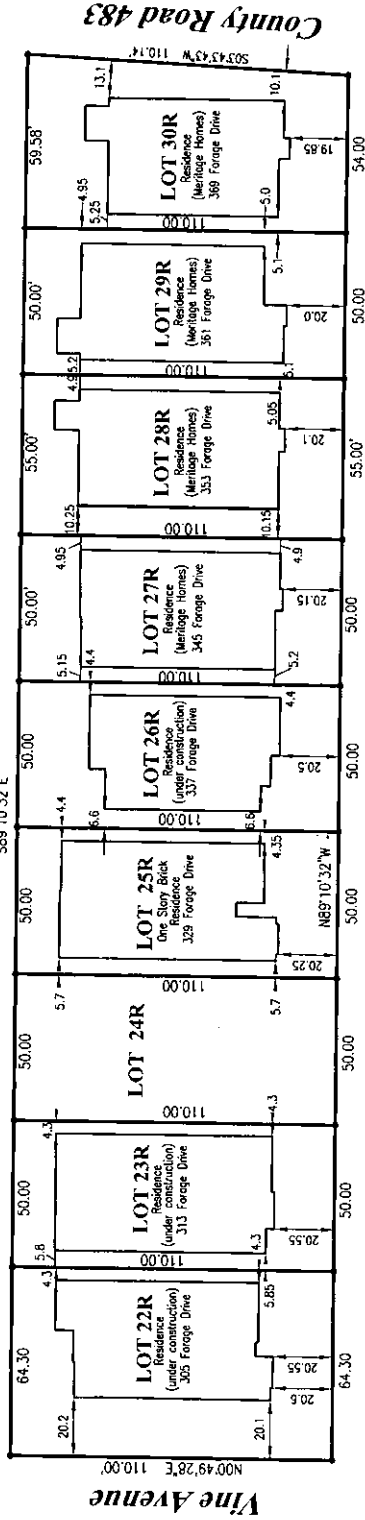 Vine Avenue
N00°49'28"E 110.00'
64.30
50.00
50.00
50.00
S89°10'32"E
50.00
50.00'
55.00'
50.00'
59.58'
County Road 483
S03°43'43"W
110.14'
20.2
20.1
LOT 22R
Residence
(under construction)
305 Forage Drive
4.3
4.3
20.6
20.55
64.30
110.00
5.8
5.85
LOT 23R
Residence
(under construction)
313 Forage Drive
4.3
4.3
20.55
50.00
110.00
LOT 24R
50.00
110.00
5.7
5.7
LOT 25R
One Story Brick
Residence
329 Forage Drive
4.4
4.35
20.25
50.00
N89°10'32"W
110.00
6.6
6.6
LOT 26R
Residence
(under construction)
337 Forage Drive
4.4
4.4
20.5
50.00
110.00
5.15
5.2
LOT 27R
Residence
(Meritage Homes)
345 Forage Drive
4.95
4.9
20.15
50.00
110.00
10.25
10.15
LOT 28R
Residence
(Meritage Homes)
353 Forage Drive
4.9
5.05
20.1
55.00
110.00
5.2
5.1
LOT 29R
Residence
(Meritage Homes)
361 Forage Drive
4.95
5.1
20.0
50.00
110.00
5.25
5.0
LOT 30R
Residence
(Meritage Homes)
369 Forage Drive
13.1
10.1
19.85
54.00